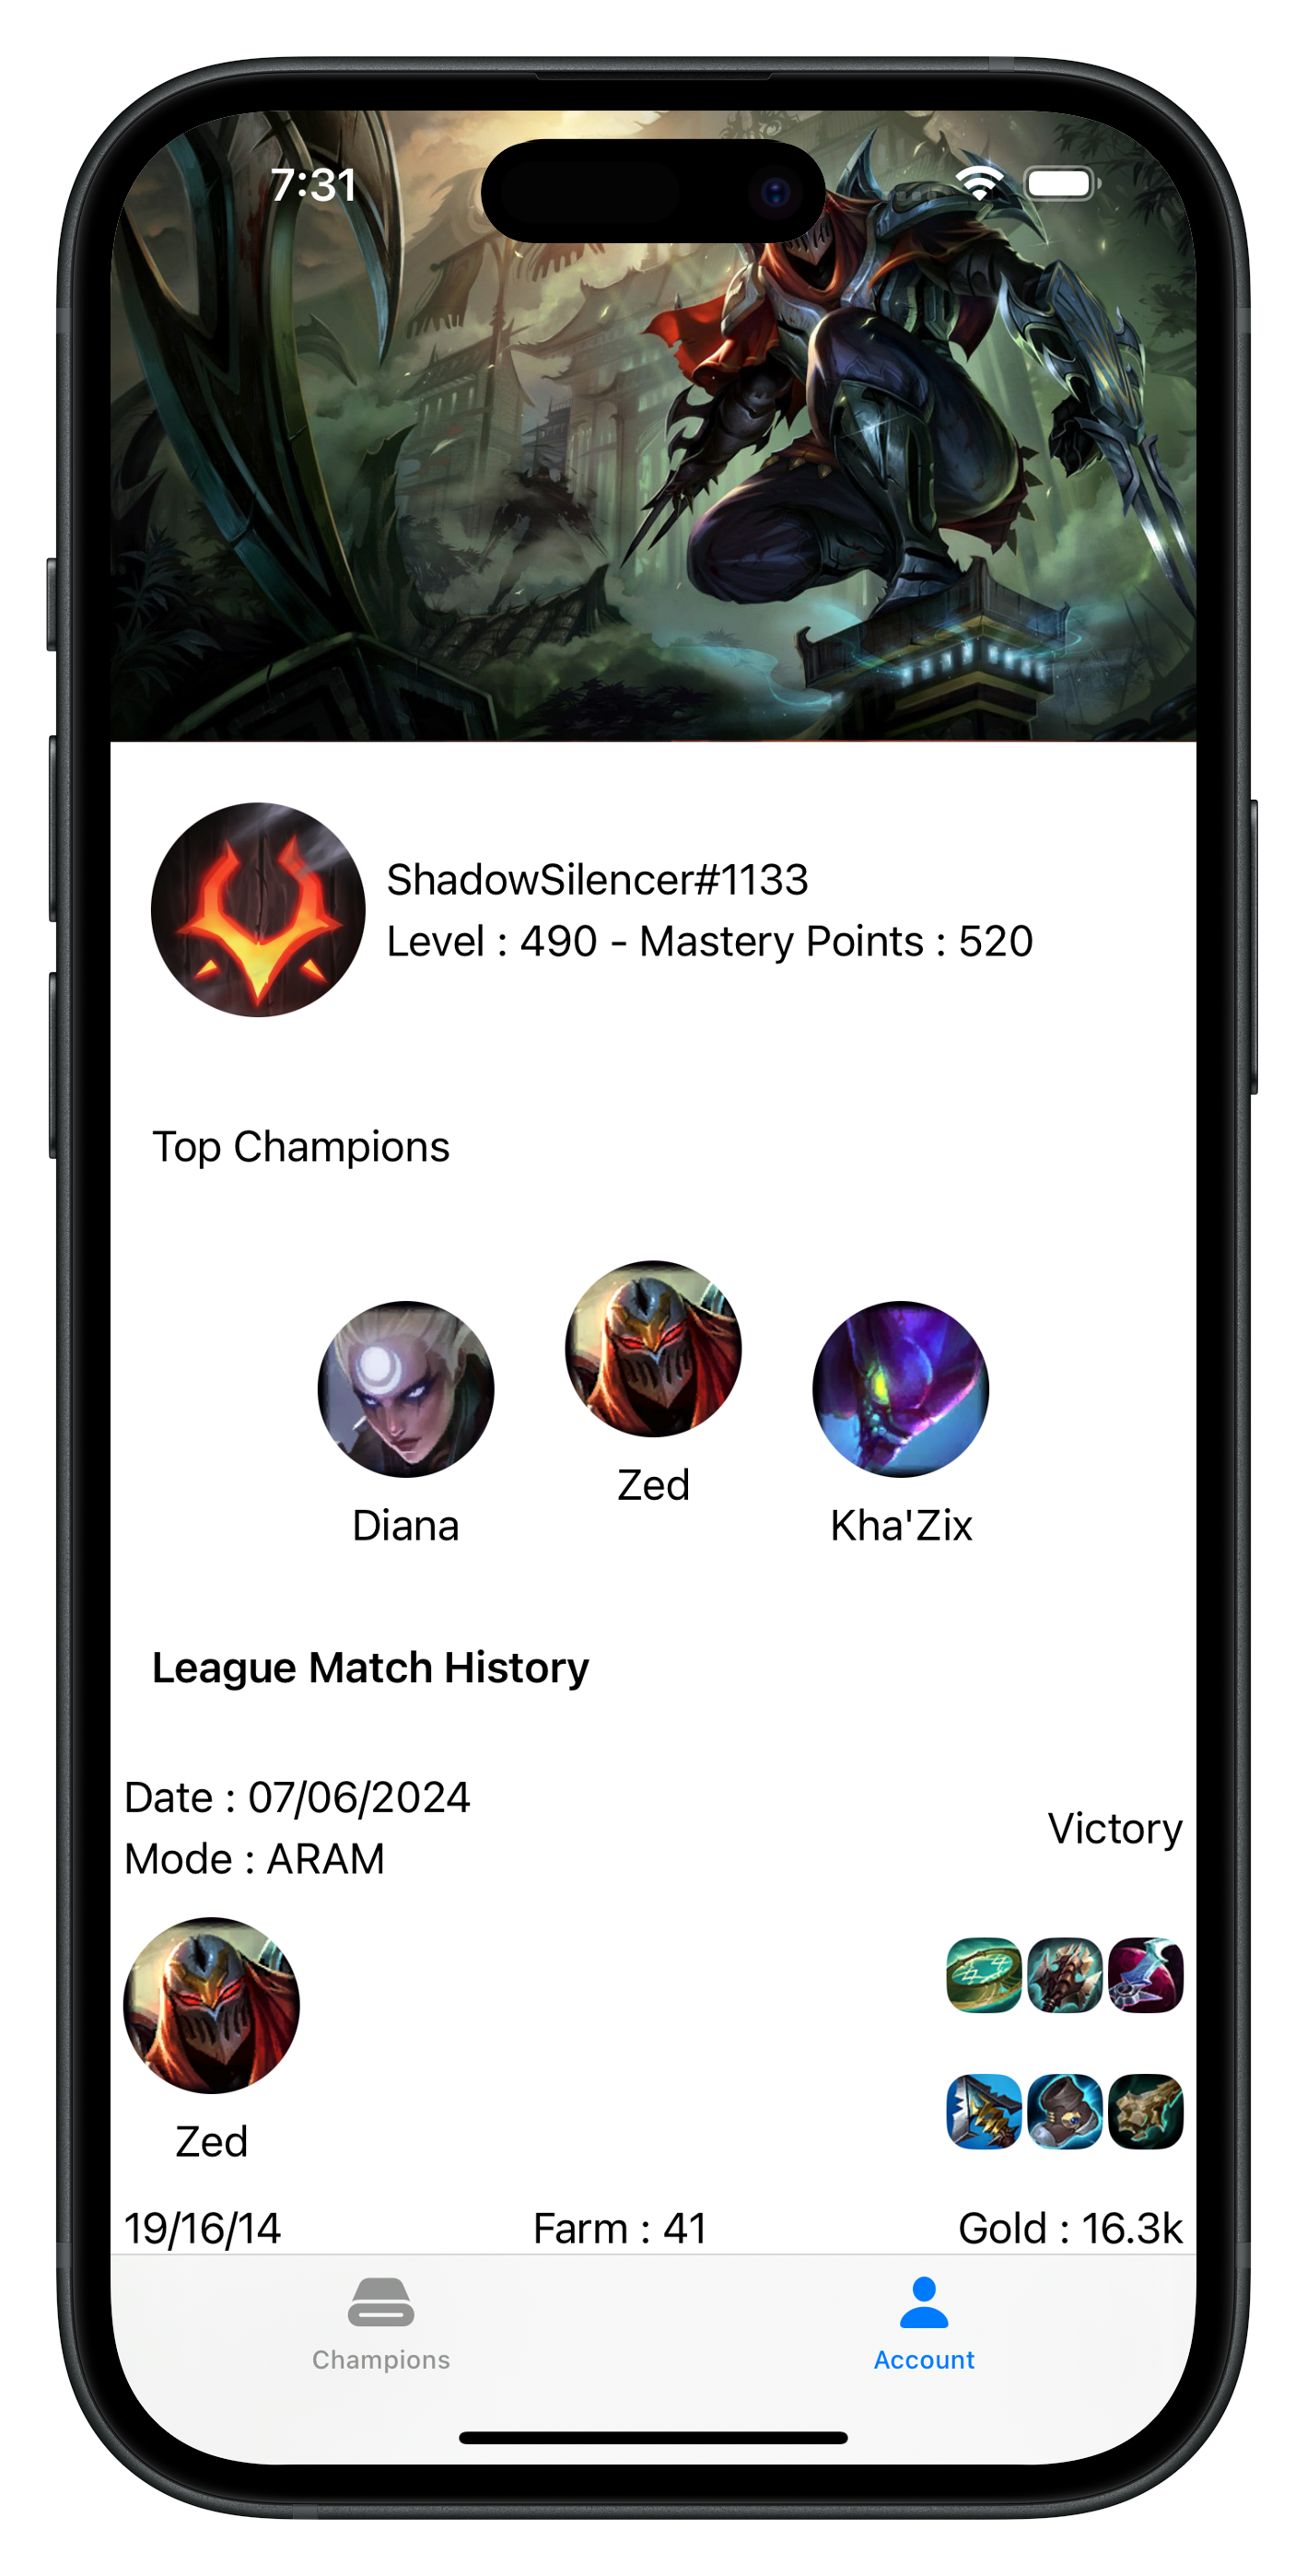 7:31
ShadowSilencer#1133
Level : 490 - Mastery Points : 520
Top Champions
Diana
Zed
Kha'Zix
League Match History
Date : 07/06/2024
Mode : ARAM
Victory
Zed
19/16/14
Farm : 41
Gold : 16.3k
Champions
Account